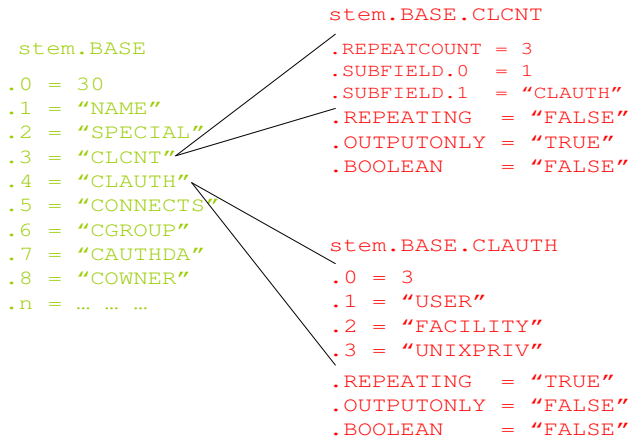 stem.BASE
.0 = 30
.1 = “NAME”
.2 = “SPECIAL”
.3 = “CLCNT”
.4 = “CLAUTH”
.5 = “CONNECTS”
.6 = “CGROUP”
.7 = “CAUTHDA”
.8 = “COWNER”
.n = … … …
stem.BASE.CLCNT
.REPEATCOUNT = 3
.SUBFIELD.0 = 1
.SUBFIELD.1 = “CLAUTH”
.REPEATING = “FALSE”
.OUTPUTONLY = “TRUE”
.BOOLEAN = “FALSE”
stem.BASE.CLAUTH
.0 = 3
.1 = “USER”
.2 = “FACILITY”
.3 = “UNIXPRIV”
.REPEATING = “TRUE”
.OUTPUTONLY = “FALSE”
.BOOLEAN = “FALSE”